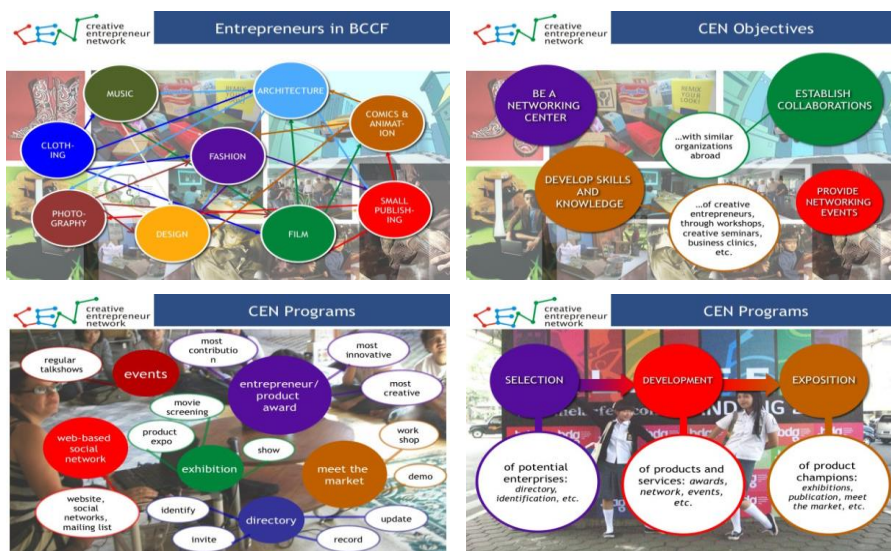 creative
entrepreneur
network
Entrepreneurs in BCCF
MUSIC
ARCHITECTURE
COMICS &
ANIMAT-
ION
CLOTH-
ING
FASHION
PHOTO-
GRAPHY
DESIGN
FILM
SMALL
PUBLISH-
ING
creative
entrepreneur
network
CEN Objectives
REMIX
YOUR
LOOK!
BE A
NETWORKING
CENTER
ESTABLISH
COLLABORATIONS
...with similar
organizations
abroad
DEVELOP SKILLS
AND
KNOWLEDGE
...of creative
entrepreneurs,
through workshops,
creative seminars,
business clinics,
etc.
PROVIDE
NETWORKING
EVENTS
creative
entrepreneur
network
CEN Programs
regular
talkshows
events
most
contributio
n
entrepreneur/
product
award
most
innovative
most
creative
movie
screening
product
expo
web-based
social
network
exhibition
show
meet the
market
work
shop
demo
website,
social
networks,
mailing list
identify
invite
directory
update
record
creative
entrepreneur
network
CEN Programs
SELECTION
DEVELOPMENT
EXPOSITION
bdg
of potential
enterprises:
directory,
identification, etc.
of products and
services: awards,
network, events,
etc.
of product
champions:
exhibitions,
publication, meet
the market, etc.